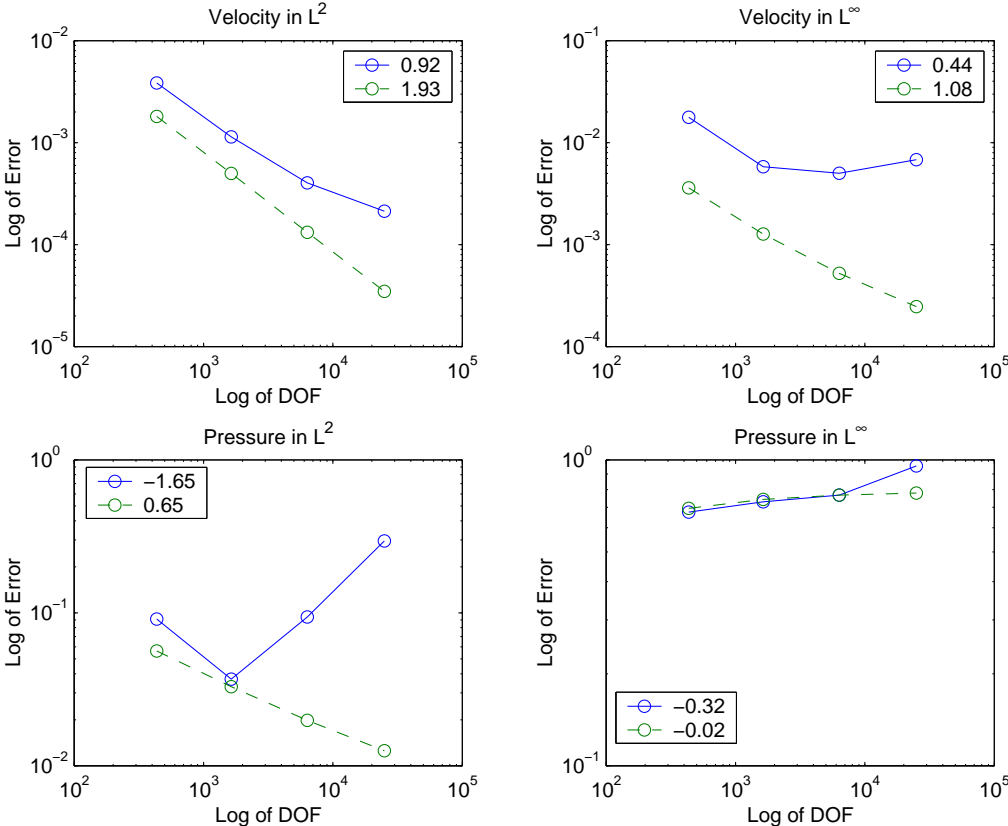 Velocity in L^2
10^-2
10^-3
10^-4
10^-5
Log of Error
0.92
1.93
10^2 10^3 10^4 10^5
Log of DOF
Velocity in L^∞
10^-1
10^-2
10^-3
10^-4
Log of Error
0.44
1.08
10^2 10^3 10^4 10^5
Log of DOF
Pressure in L^2
10^0
10^-1
10^-2
Log of Error
−1.65
0.65
10^2 10^3 10^4 10^5
Log of DOF
Pressure in L^∞
10^0
10^-1
Log of Error
−0.32
−0.02
10^2 10^3 10^4 10^5
Log of DOF